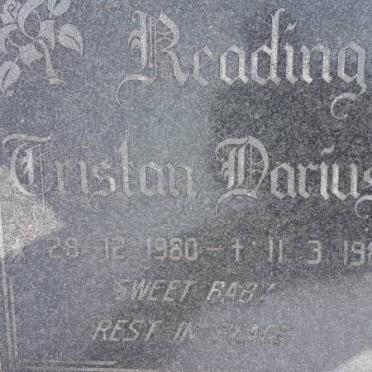 Reading
Tristan Darius
* 28-12 1980 - † 11 3 198
SWEET BABY
REST IN PEACE